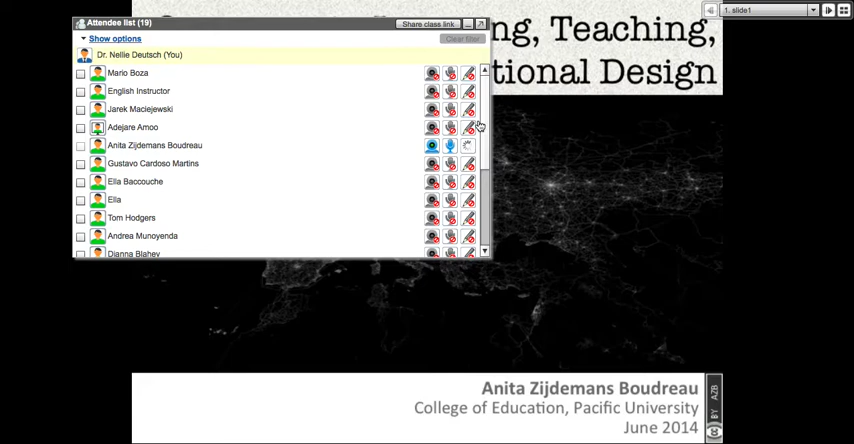 Attendee list (19)
Share class link
Show options
Clear filter
Dr. Nellie Deutsch (You)
Mario Boza
English Instructor
Jarek Maciejewski
Adejare Amoo
Anita Zijdemans Boudreau
Gustavo Cardoso Martins
Ella Baccouche
Ella
Tom Hodgers
Andrea Munoyenda
Dianna Blahey
1. slide1
ng, Teaching,
tional Design
Anita Zijdemans Boudreau
College of Education, Pacific University
June 2014
BY AZB